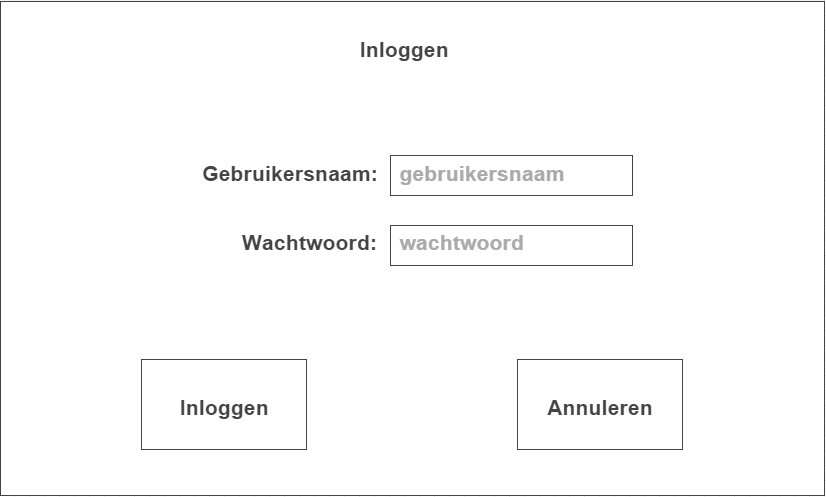 Inloggen
Gebruikersnaam: gebruikersnaam
Wachtwoord: wachtwoord
Inloggen Annuleren